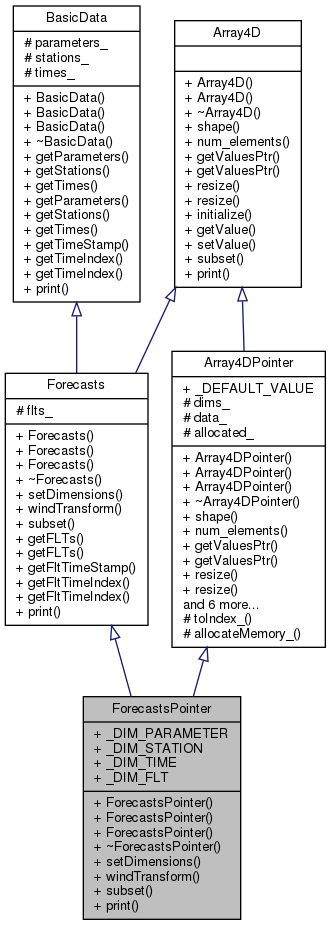 BasicData
# parameters_
# stations_
# times_
+ BasicData()
+ BasicData()
+ BasicData()
+ ~BasicData()
+ getParameters()
+ getStations()
+ getTimes()
+ getParameters()
+ getStations()
+ getTimes()
+ getTimeStamp()
+ getTimeIndex()
+ getTimeIndex()
+ print()
Array4D
+ Array4D()
+ Array4D()
+ ~Array4D()
+ shape()
+ num_elements()
+ getValuesPtr()
+ getValuesPtr()
+ resize()
+ resize()
+ initialize()
+ getValue()
+ setValue()
+ subset()
+ print()
Forecasts
# flts_
+ Forecasts()
+ Forecasts()
+ Forecasts()
+ ~Forecasts()
+ setDimensions()
+ windTransform()
+ subset()
+ getFLTs()
+ getFLTs()
+ getFltTimeStamp()
+ getFltTimeIndex()
+ getFltTimeIndex()
+ print()
Array4DPointer
+ _DEFAULT_VALUE
# dims_
# data_
# allocated_
+ Array4DPointer()
+ Array4DPointer()
+ Array4DPointer()
+ ~Array4DPointer()
+ shape()
+ num_elements()
+ getValuesPtr()
+ getValuesPtr()
+ resize()
+ resize()
and 6 more...
# toIndex_()
# allocateMemory_()
ForecastsPointer
+ _DIM_PARAMETER
+ _DIM_STATION
+ _DIM_TIME
+ _DIM_FLT
+ ForecastsPointer()
+ ForecastsPointer()
+ ForecastsPointer()
+ ~ForecastsPointer()
+ setDimensions()
+ windTransform()
+ subset()
+ print()